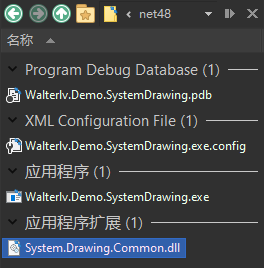 net48
名称
Program Debug Database (1)
Walterlv.Demo.SystemDrawing.pdb
XML Configuration File (1)
Walterlv.Demo.SystemDrawing.exe.config
应用程序 (1)
Walterlv.Demo.SystemDrawing.exe
应用程序扩展 (1)
System.Drawing.Common.dll